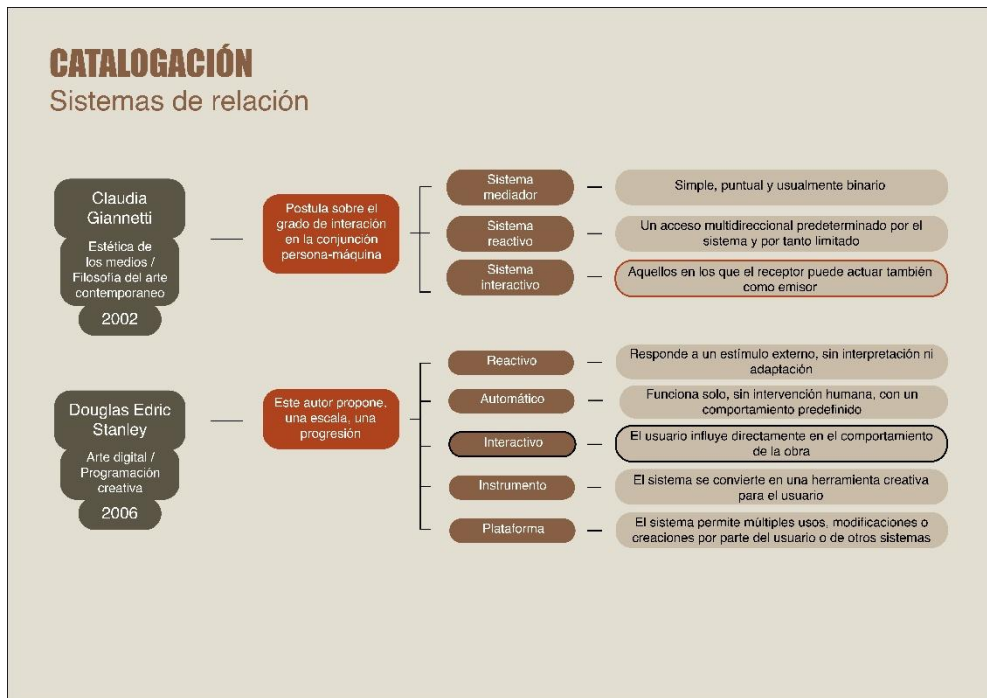 CATALOGACIÓN
Sistemas de relación
Claudia
Giannetti
Estética de
los medios /
Filosofía del arte
contemporaneo
2002
Postula sobre el
grado de interación
en la conjunción
persona-máquina
Sistema
mediador
Simple, puntual y usualmente binario
Sistema
reactivo
Un acceso multidireccional predeterminado por el
sistema y por tanto limitado
Sistema
interactivo
Aquellos en los que el receptor puede actuar también
como emisor
Douglas Edric
Stanley
Arte digital /
Programación
creativa
2006
Este autor propone,
una escala, una
progresión
Reactivo
Responde a un estímulo externo, sin interpretación ni
adaptación
Automático
Funciona solo, sin intervención humana, con un
comportamiento predefinido
Interactivo
El usuario influye directamente en el comportamiento
de la obra
Instrumento
El sistema se convierte en una herramienta creativa
para el usuario
Plataforma
El sistema permite múltiples usos, modificaciones o
creaciones por parte del usuario o de otros sistemas